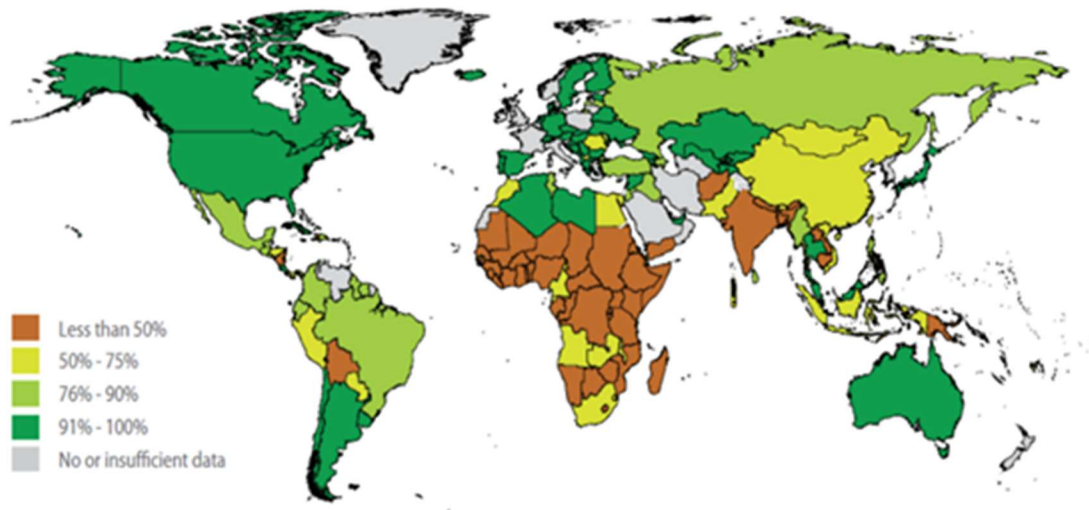 Less than 50%
50% - 75%
76% - 90%
91% - 100%
No or insufficient data